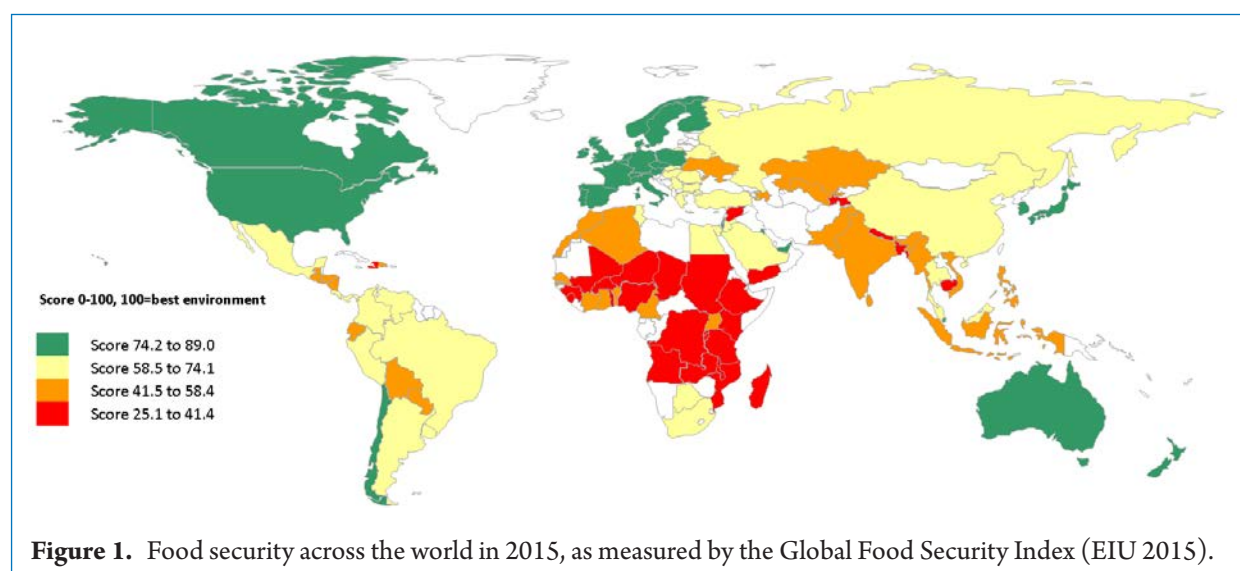 Score 0-100, 100=best environment
Score 74.2 to 89.0
Score 58.5 to 74.1
Score 41.5 to 58.4
Score 25.1 to 41.4
Figure 1. Food security across the world in 2015, as measured by the Global Food Security Index (EIU 2015).